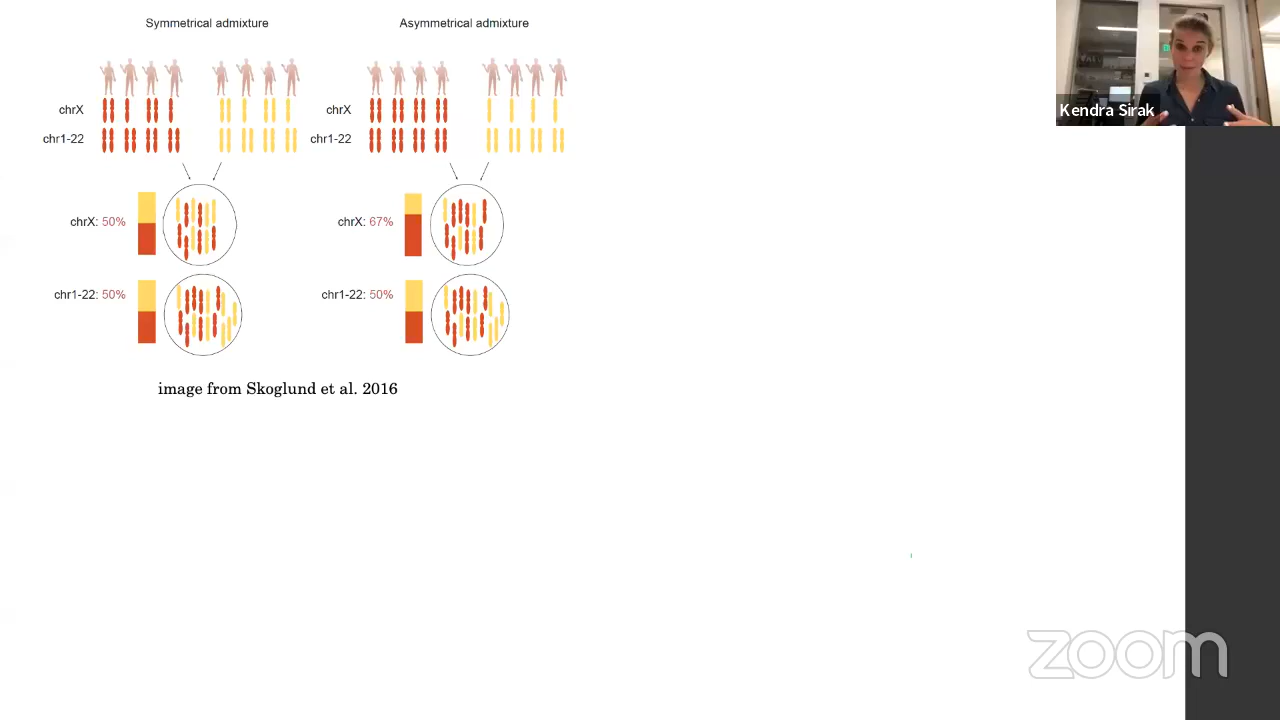 Symmetrical admixture
Asymmetrical admixture
chrX
chr1-22
chrX
chr1-22
chrX: 50%
chr1-22: 50%
chrX: 67%
chr1-22: 50%
image from Skoglund et al. 2016
Kendra Sirak
zoom